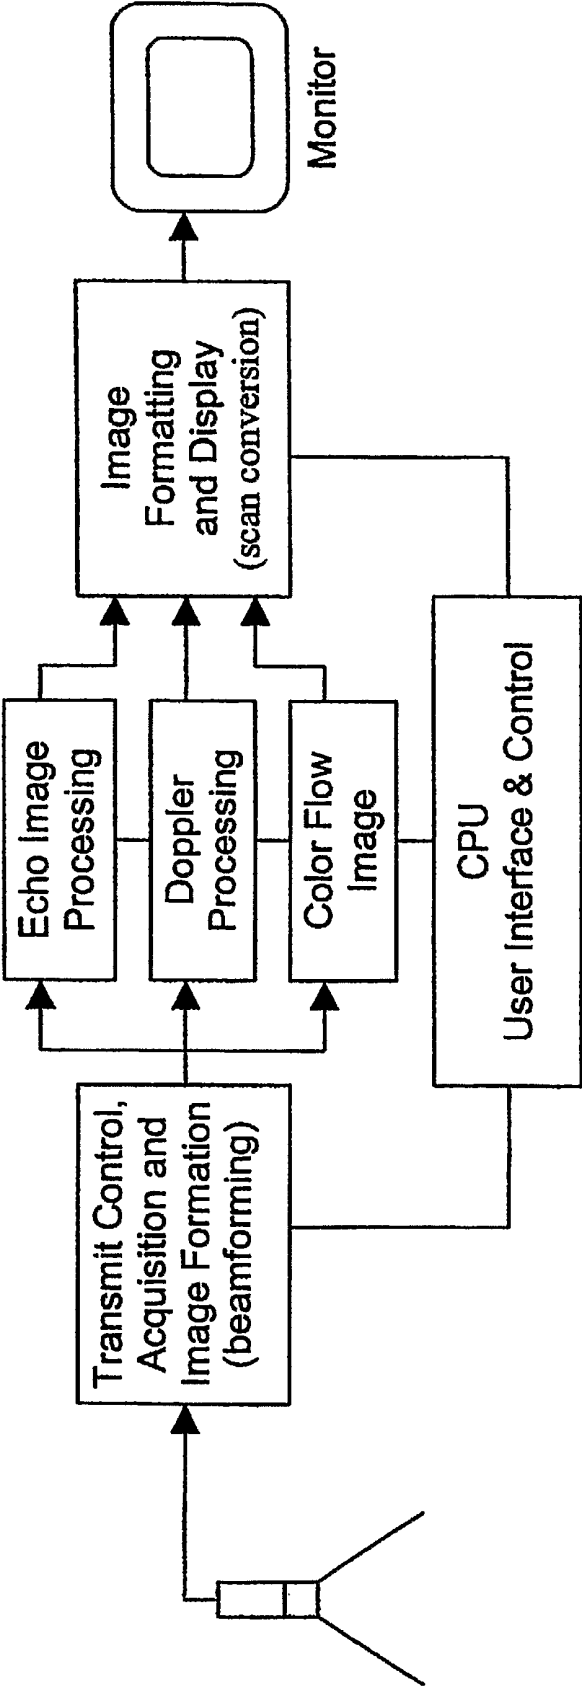 Transmit Control,
Acquisition and
Image Formation
(beamforming)
Echo Image
Processing
Doppler
Processing
Color Flow
Image
Image
Formatting
and Display
(scan conversion)
Monitor
CPU
User Interface & Control